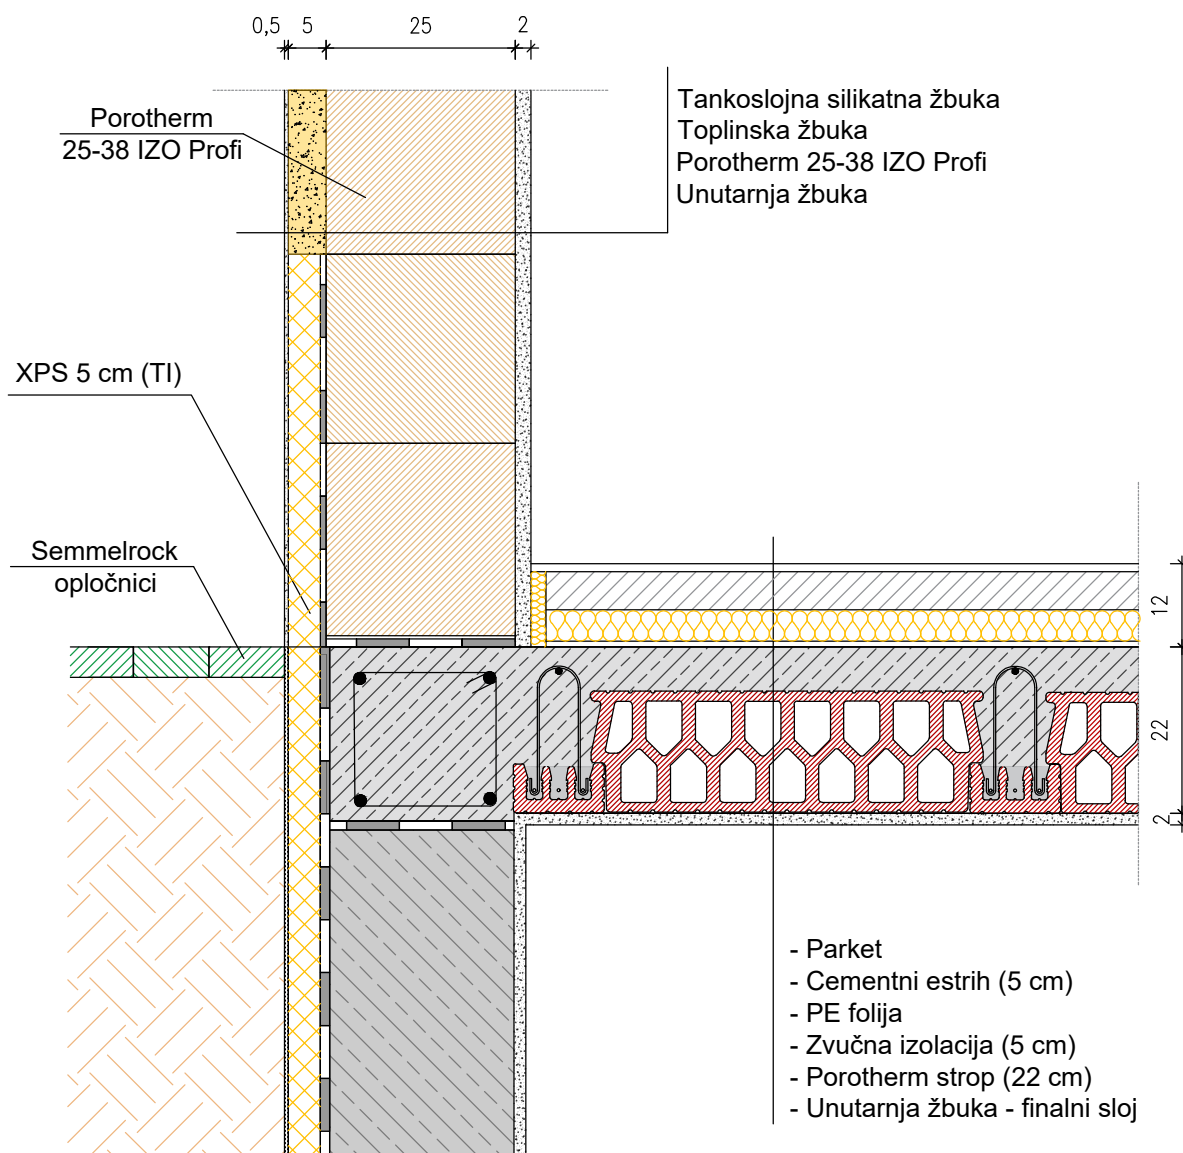 0,5 5 25 2
Porotherm
25-38 IZO Profi
Tankoslojna silikatna žbuka
Toplinska žbuka
Porotherm 25-38 IZO Profi
Unutarnja žbuka
XPS 5 cm (TI)
Semmelrock
opločnici
12
22
2
- Parket
- Cementni estrih (5 cm)
- PE folija
- Zvučna izolacija (5 cm)
- Porotherm strop (22 cm)
- Unutarnja žbuka - finalni sloj